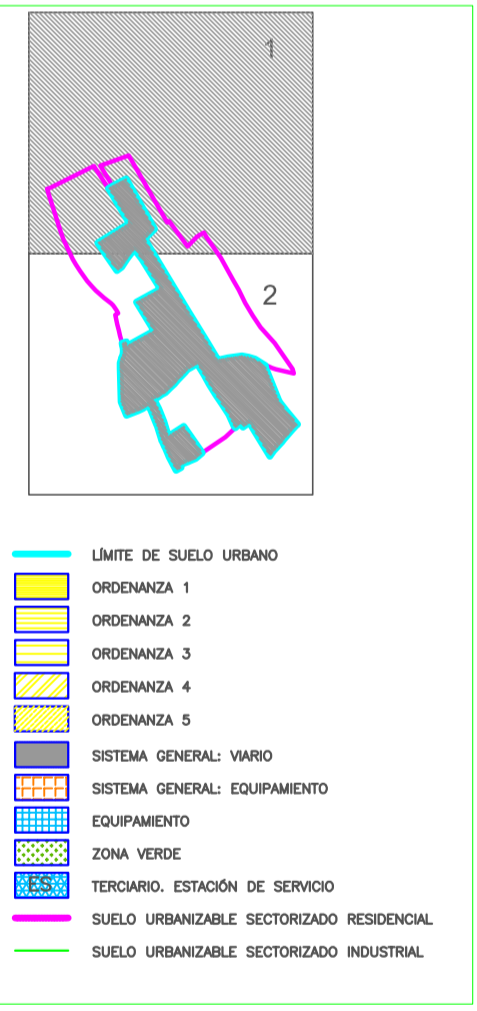 1
2
LÍMITE DE SUELO URBANO
ORDENANZA 1
ORDENANZA 2
ORDENANZA 3
ORDENANZA 4
ORDENANZA 5
SISTEMA GENERAL: VIARIO
SISTEMA GENERAL: EQUIPAMIENTO
EQUIPAMIENTO
ZONA VERDE
ES TERCIARIO. ESTACIÓN DE SERVICIO
SUELO URBANIZABLE SECTORIZADO RESIDENCIAL
SUELO URBANIZABLE SECTORIZADO INDUSTRIAL